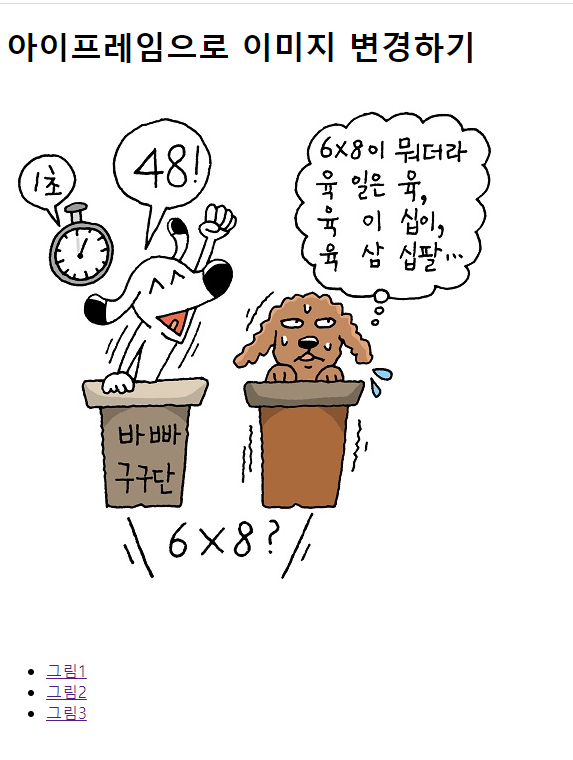 아이프레임으로 이미지 변경하기
1초
48!
6X8이 뭐더라
육 일은 육,
육 이 십이,
육 삼 십팔...
바빠
구구단
6X8?
그림1
그림2
그림3